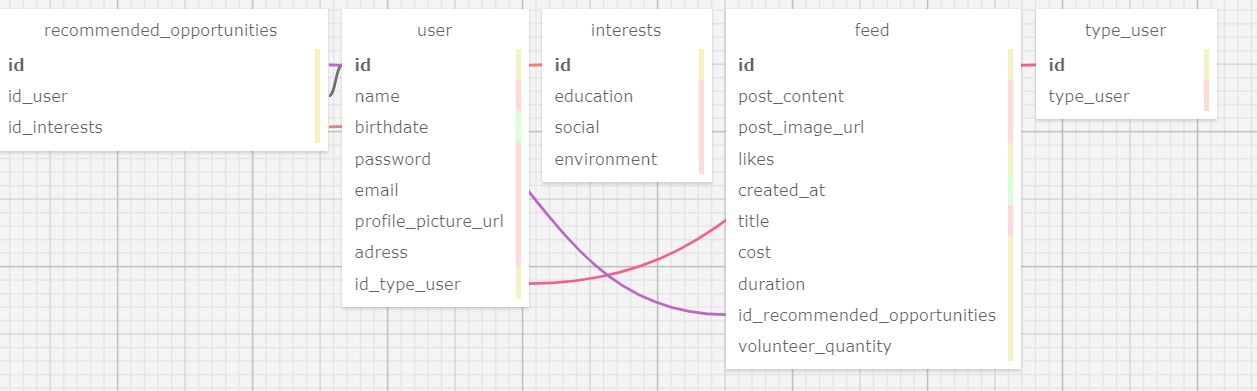 recommended_opportunities
id
id_user
id_interests
user
id
name
birthdate
password
email
profile_picture_url
adress
id_type_user
interests
id
education
social
environment
feed
id
post_content
post_image_url
likes
created_at
title
cost
duration
id_recommended_opportunities
volunteer_quantity
type_user
id
type_user